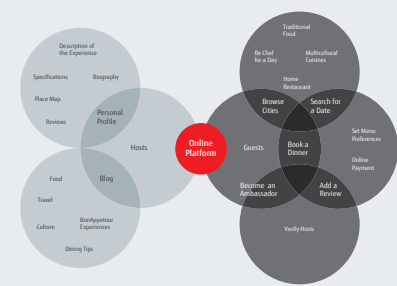 Description of
the Experience
Specifications
Biography
Place Map
Reviews
Personal
Profile
Hosts
Blog
Food
Travel
Culture
BonAppetour
Experiences
Dining Tips
Online
Platform
Traditional
Food
Be Chef
for a Day
Multicultural
Cuisines
Home
Restaurant
Browse
Cities
Search for
a Date
Guests
Book a
Dinner
Set Menu
Preferences
Online
Payment
Become an
Ambassador
Add a
Review
Verify Hosts